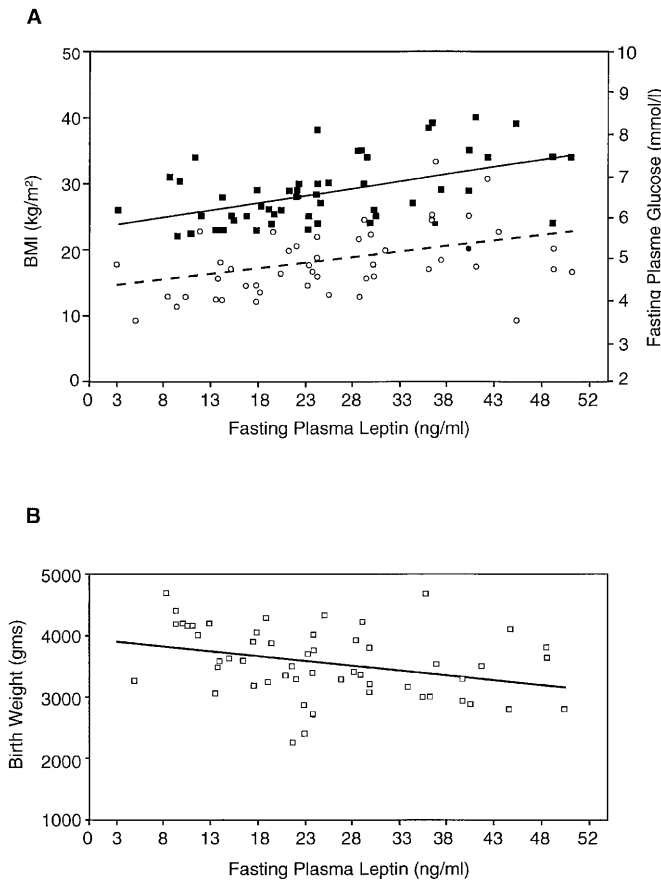 A
50
40
30
20
10
0
BMI (kg/m²)
10
9
8
7
6
5
4
3
2
Fasting Plasme Glucose (mmol/l)
0 3 8 13 18 23 28 33 38 43 48 52
Fasting Plasma Leptin (ng/ml)
B
5000
4000
3000
2000
1000
Birth Weight (gms)
0 3 8 13 18 23 28 33 38 43 48 52
Fasting Plasma Leptin (ng/ml)